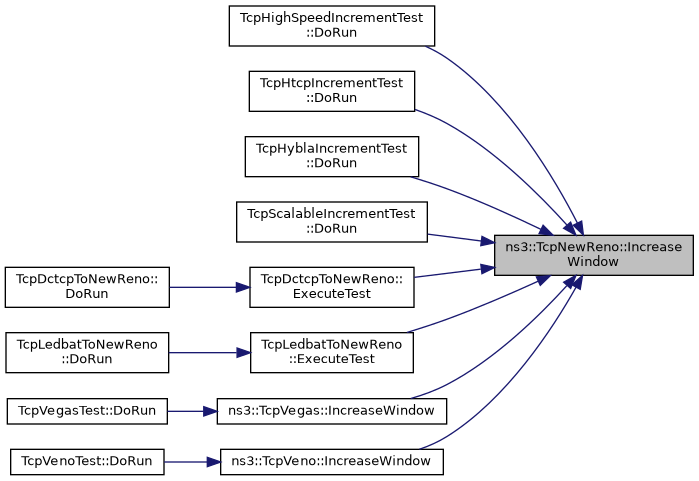 TcpHighSpeedIncrementTest
::DoRun
TcpHtcpIncrementTest
::DoRun
TcpHyblaIncrementTest
::DoRun
TcpScalableIncrementTest
::DoRun
ns3::TcpNewReno::Increase
Window
TcpDctcpToNewReno::
DoRun
TcpDctcpToNewReno::
ExecuteTest
TcpLedbatToNewReno
::DoRun
TcpLedbatToNewReno
::ExecuteTest
TcpVegasTest::DoRun
ns3::TcpVegas::IncreaseWindow
TcpVenoTest::DoRun
ns3::TcpVeno::IncreaseWindow